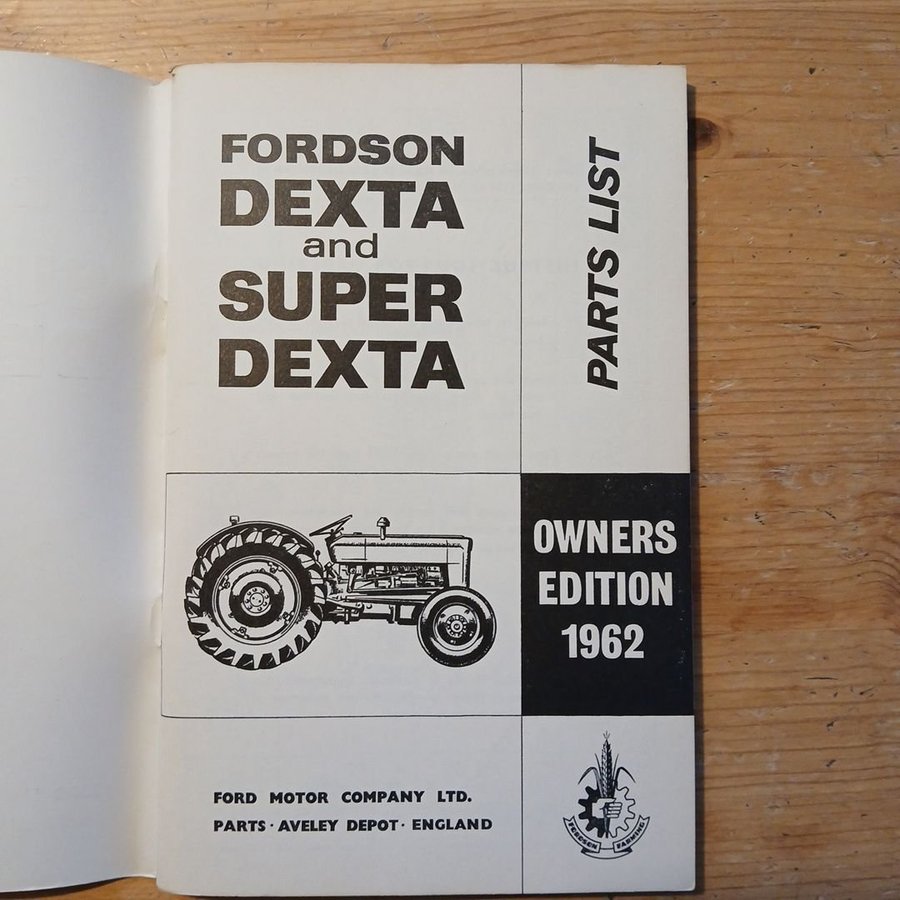 FORDSON
DEXTA
and
SUPER
DEXTA
PARTS LIST
OWNERS
EDITION
1962
FORD MOTOR COMPANY LTD.
PARTS · AVELEY DEPOT · ENGLAND
FORDSON FARMING